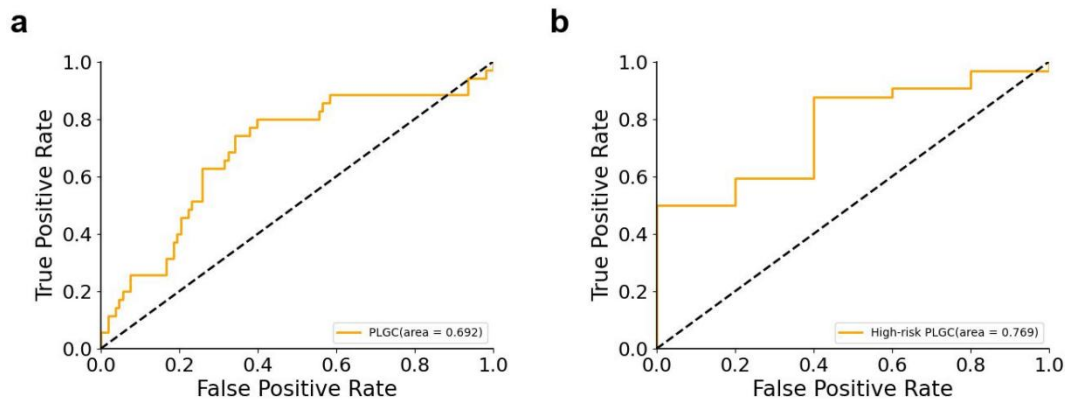 a
1.0
0.8
0.6
0.4
0.2
0.0
True Positive Rate
PLGC(area = 0.692)
0.0 0.2 0.4 0.6 0.8 1.0
False Positive Rate
b
1.0
0.8
0.6
0.4
0.2
0.0
True Positive Rate
High-risk PLGC(area = 0.769)
0.0 0.2 0.4 0.6 0.8 1.0
False Positive Rate